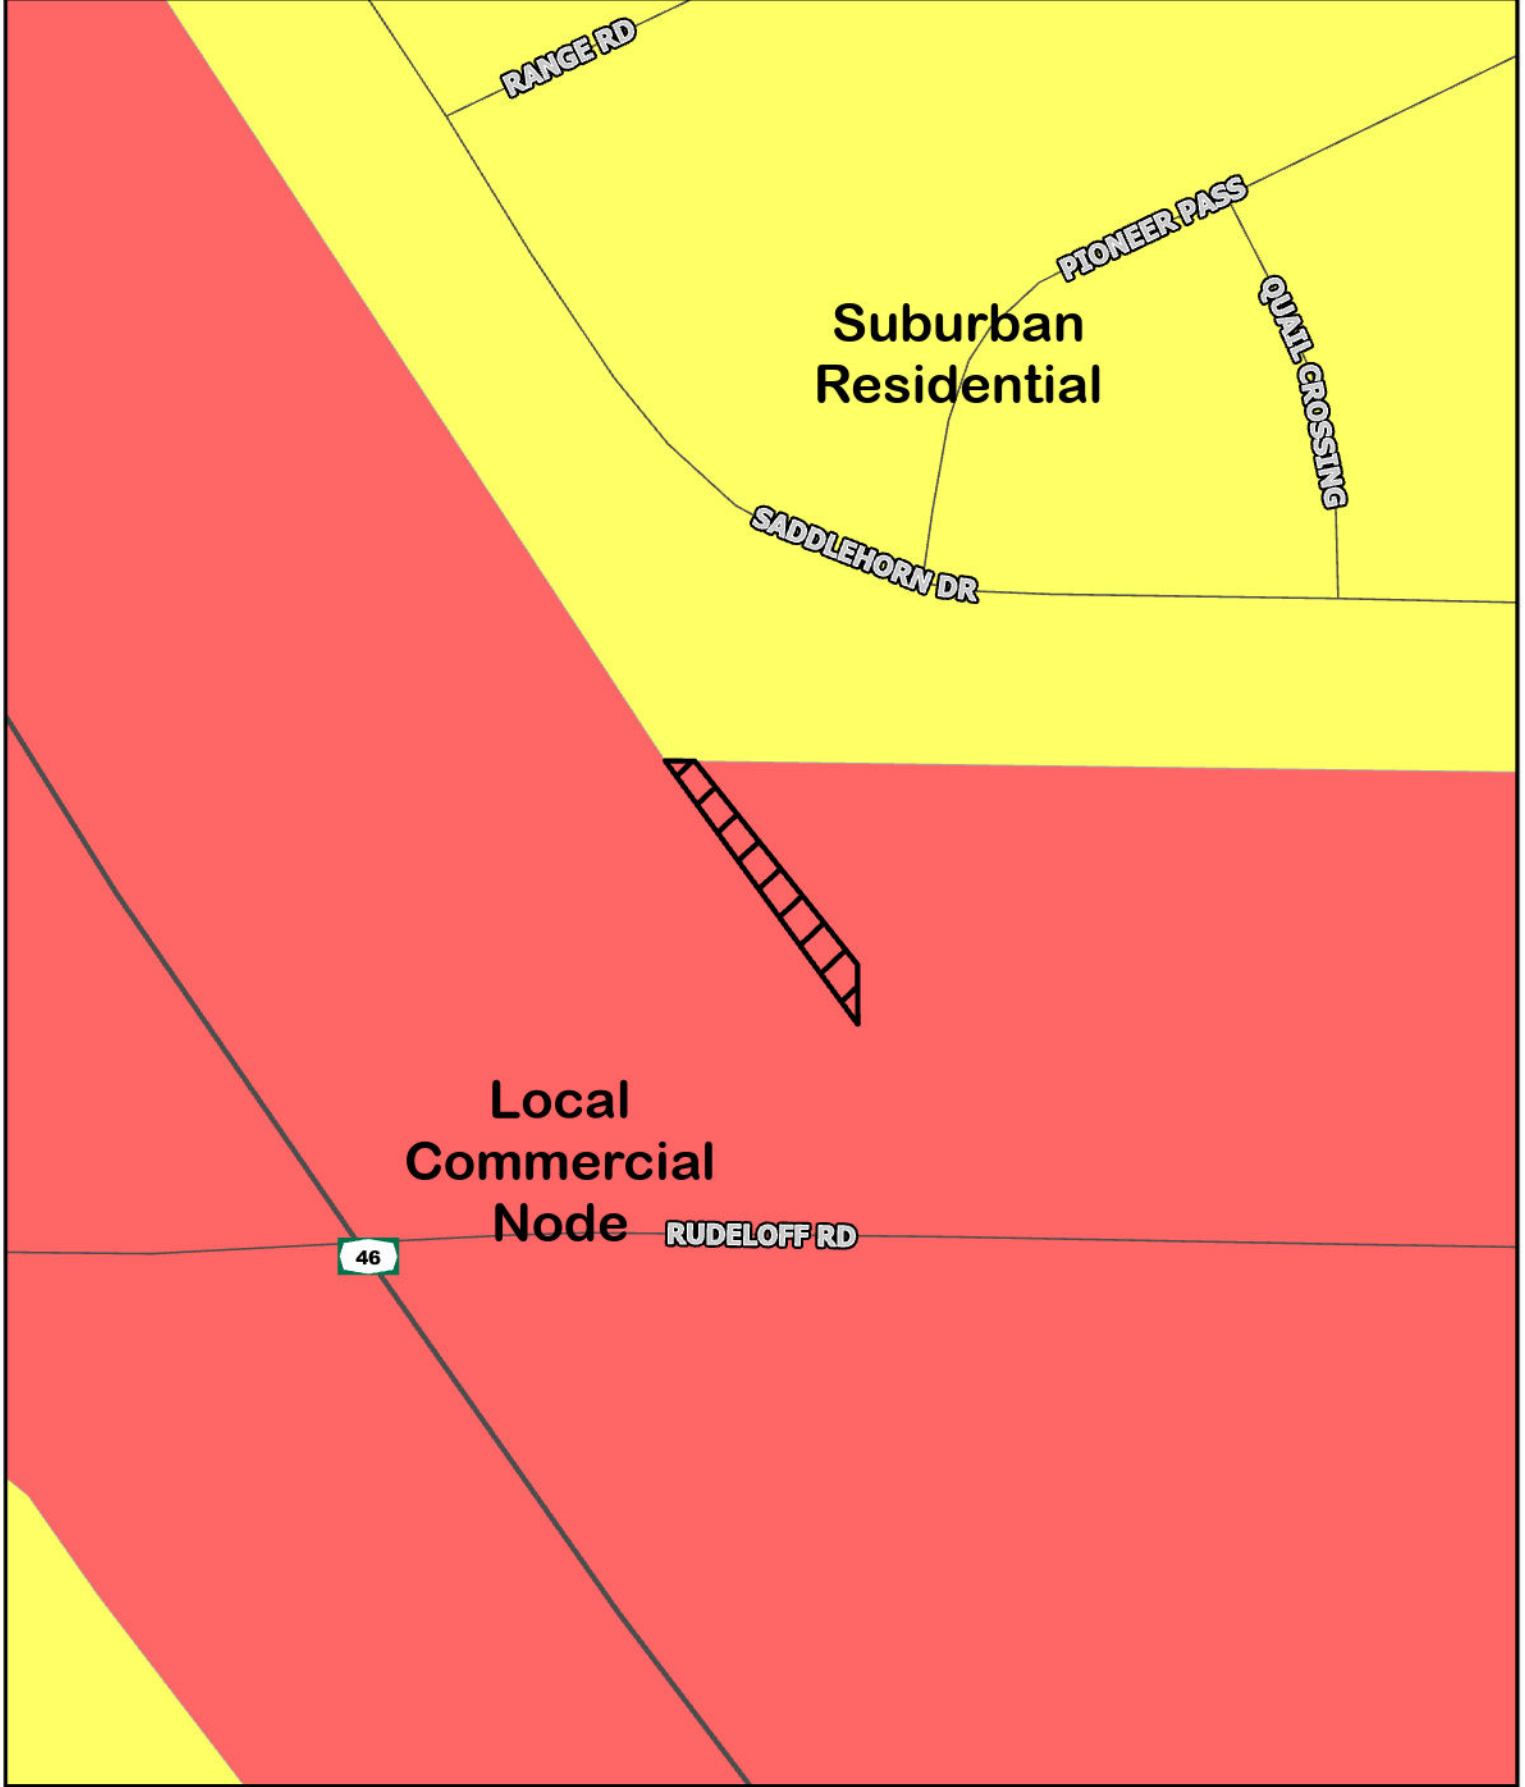 RANGE RD
PIONEER PASS
QUAIL CROSSING
Suburban
Residential
SADDLEHORN DR
Local
Commercial
Node
RUDELOFF RD
46